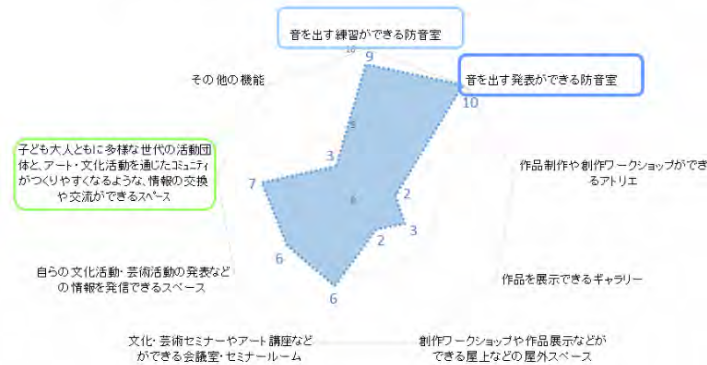 音を出す練習ができる防音室
10
9
音を出す発表ができる防音室
10
その他の機能
5
子ども大人ともに多様な世代の活動団
体と、アート・文化活動を通じたコミュニティ
がつくりやすくなるような、情報の交換
や交流ができるスペース
3
7
0
2
作品制作や創作ワークショップができ
るアトリエ
3
2
自らの文化活動・芸術活動の発表など
の情報を発信できるスペース
6
作品を展示できるギャラリー
6
文化・芸術セミナーやアート講座など
ができる会議室・セミナールーム
創作ワークショップや作品展示などが
できる屋上などの屋外スペース